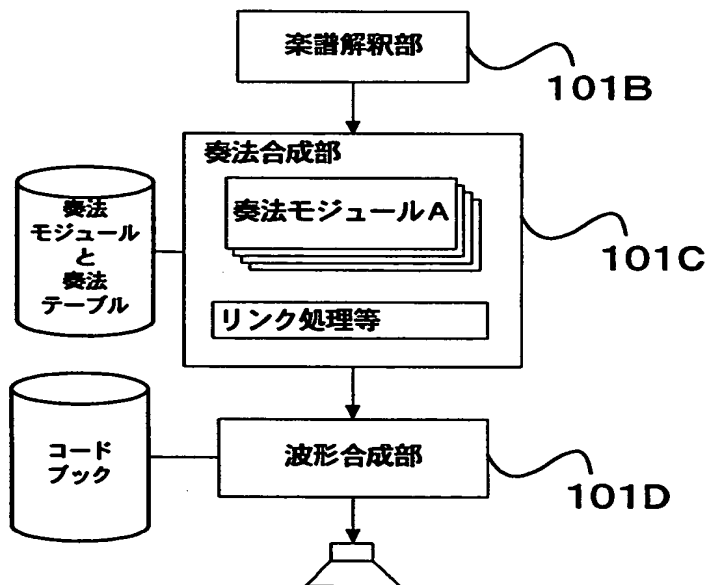 楽譜解釈部
101B
奏法合成部
奏法モジュールA
101C
奏法
モジュール
と
奏法
テーブル
リンク処理等
コード
ブック
波形合成部
101D